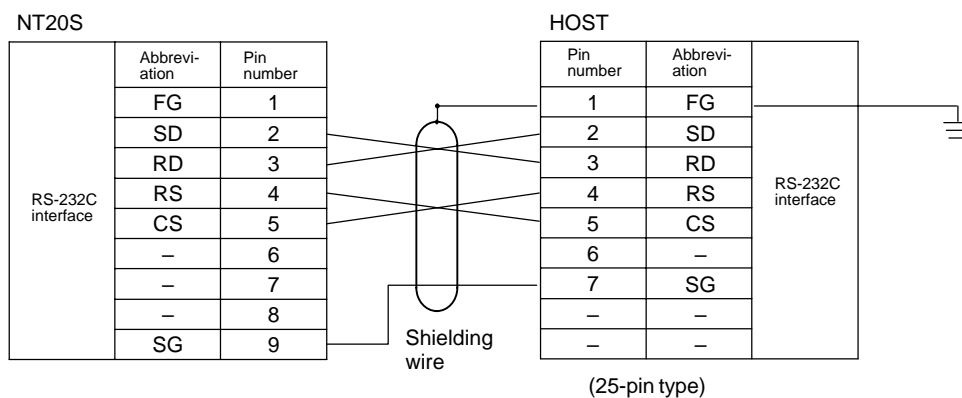 NT20S HOST
Abbrevi-
ation Pin
number Pin
number Abbrevi-
ation
FG 1 1 FG
SD 2 2 SD
RD 3 3 RD
RS 4 4 RS
CS 5 5 CS
– 6 6 –
– 7 7 SG
– 8 – –
SG 9 – –
RS-232C
interface
RS-232C
interface
Shielding
wire
(25-pin type)